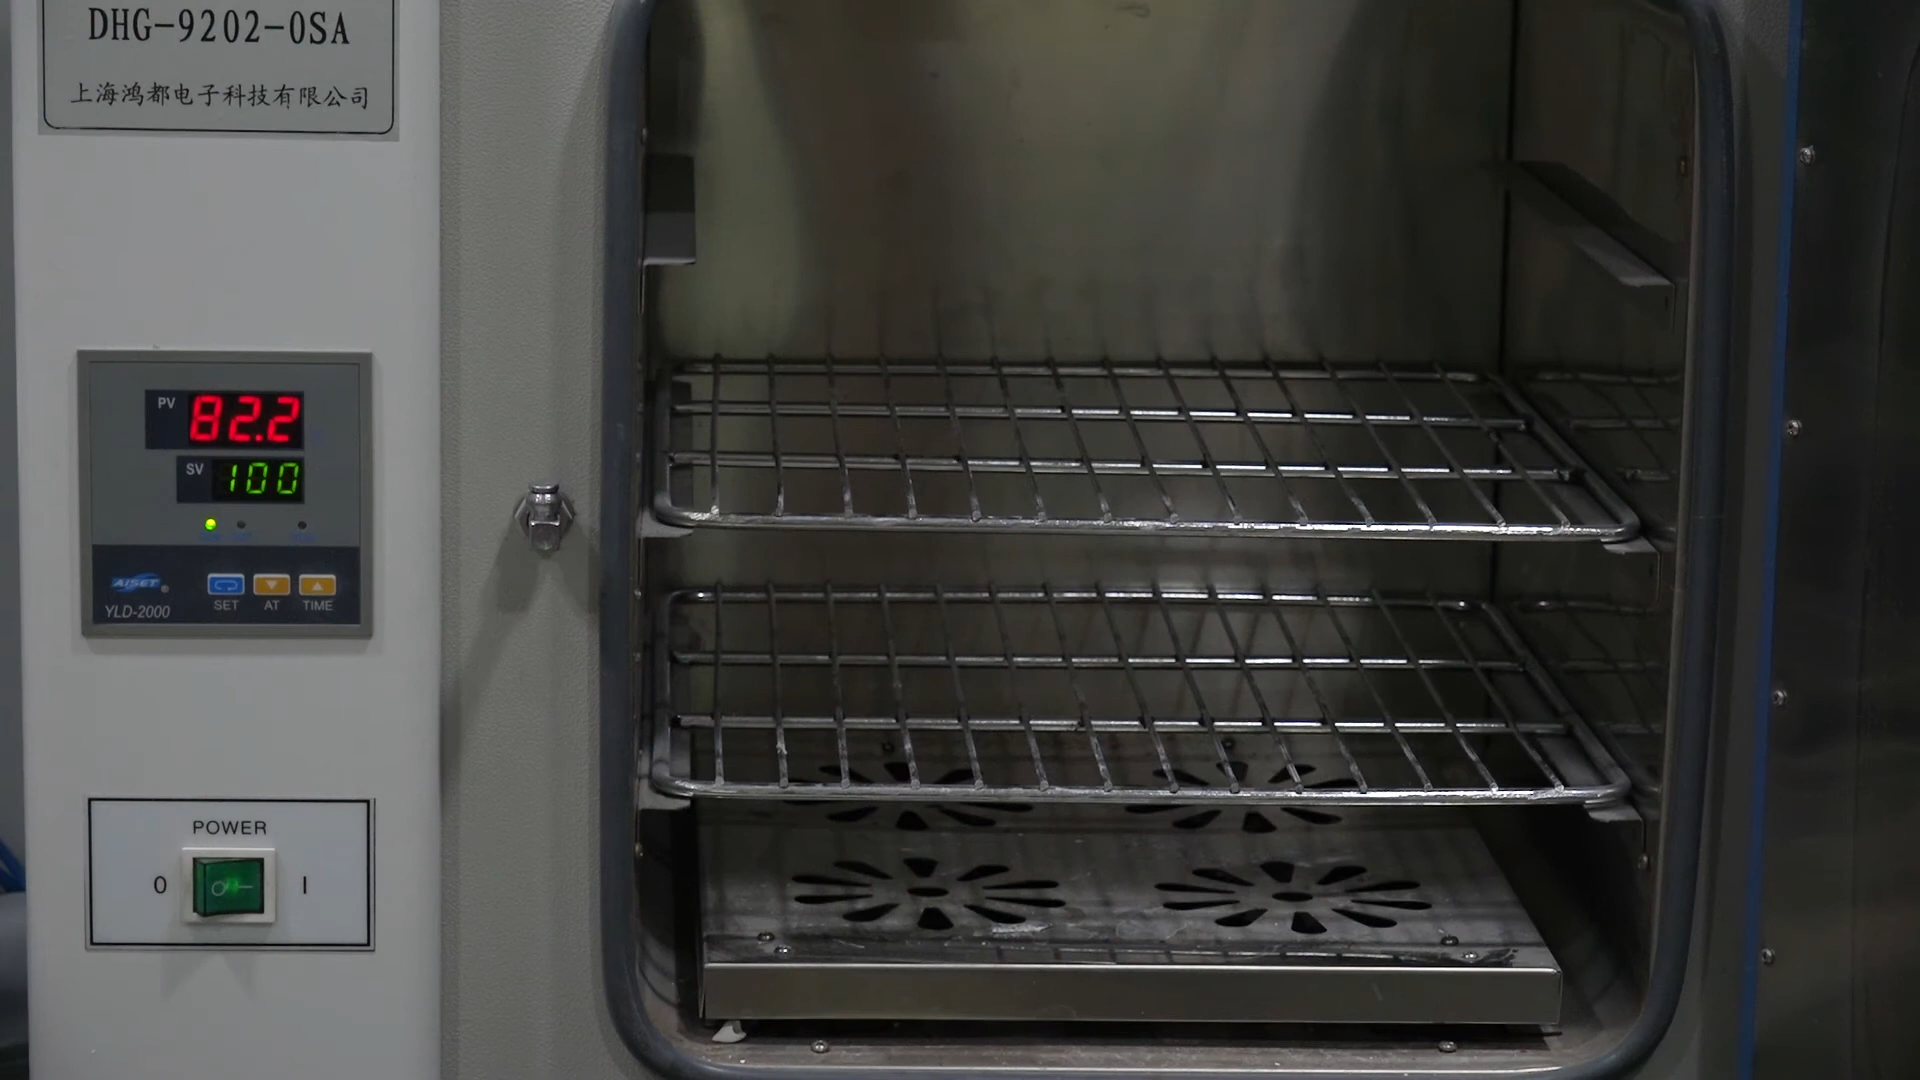 DHG-9202-0SA
上海鸿都电子科技有限公司
PV 82.2
SV 100
AISET ®
YLD-2000
SET AT TIME
POWER
0 I